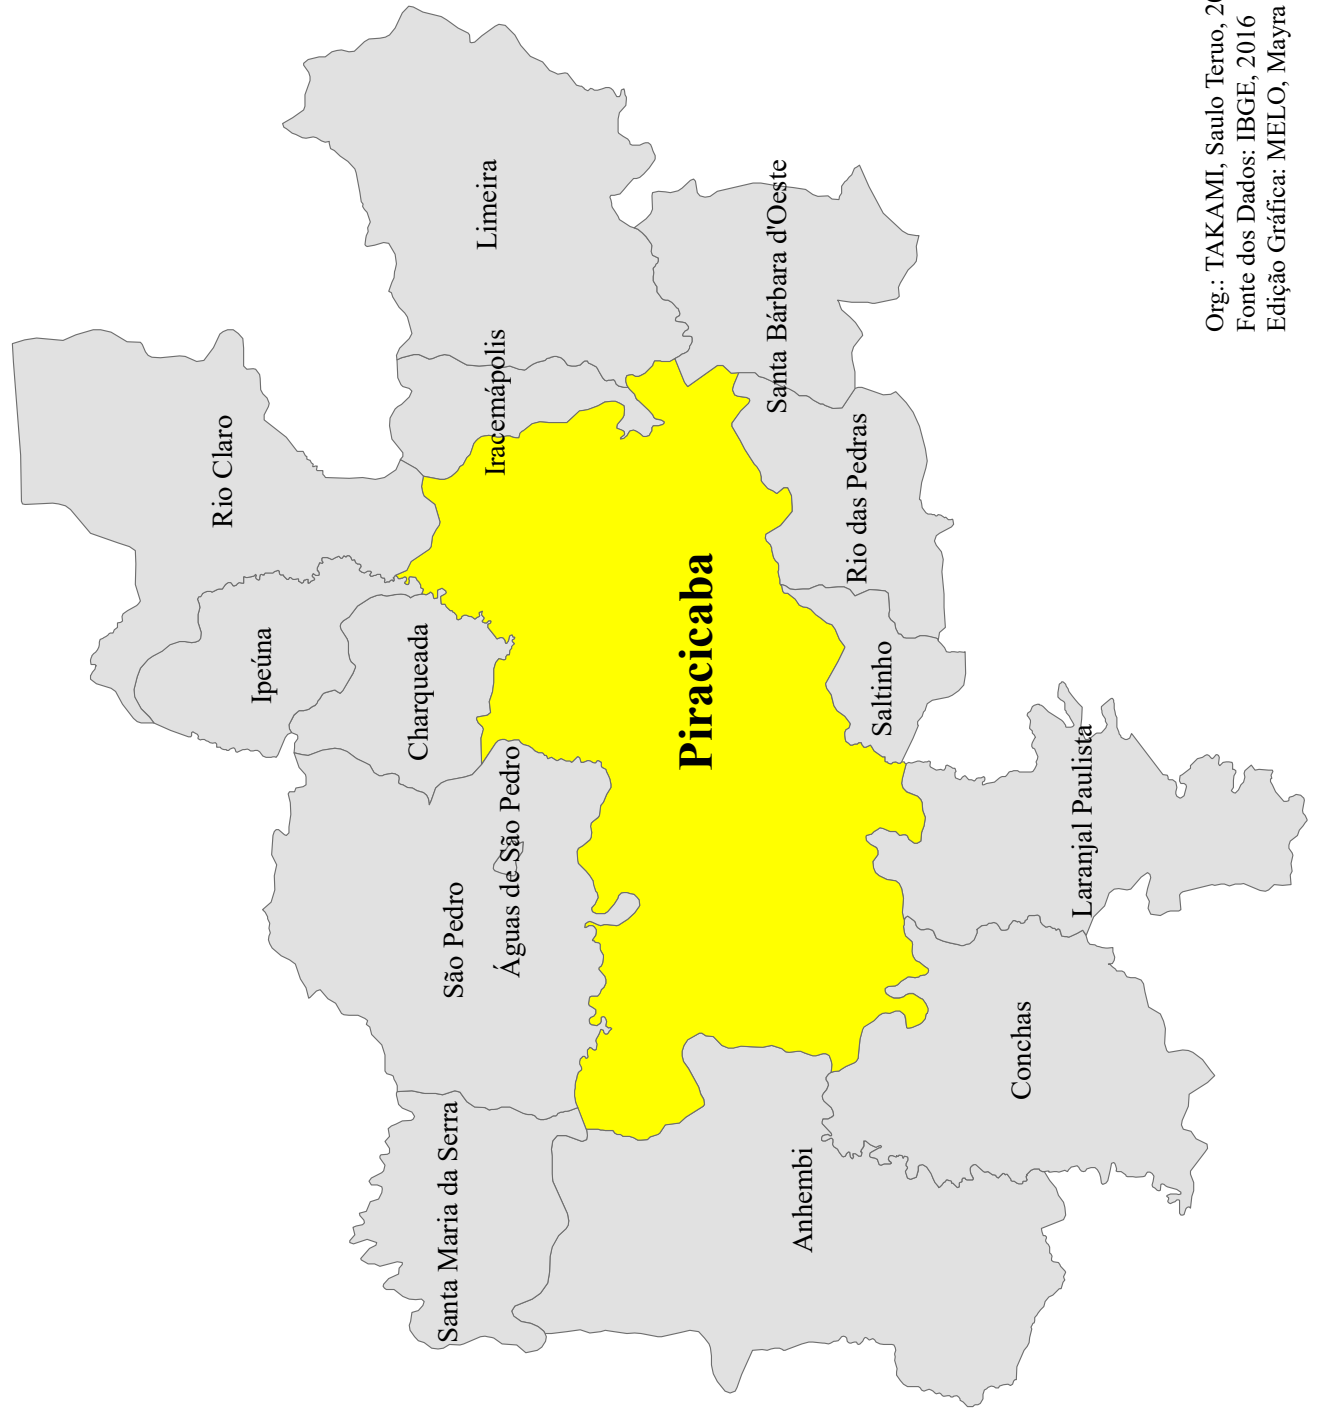 Santa Maria da Serra
São Pedro
Águas de São Pedro
Charqueada
Ipeúna
Rio Claro
Iracemápolis
Limeira
Anhembi
Piracicaba
Santa Bárbara d'Oeste
Rio das Pedras
Saltinho
Conchas
Laranjal Paulista
Org.: TAKAMI, Saulo Teruo,
Fonte dos Dados: IBGE, 2016
Edição Gráfica: MELO, Mayra